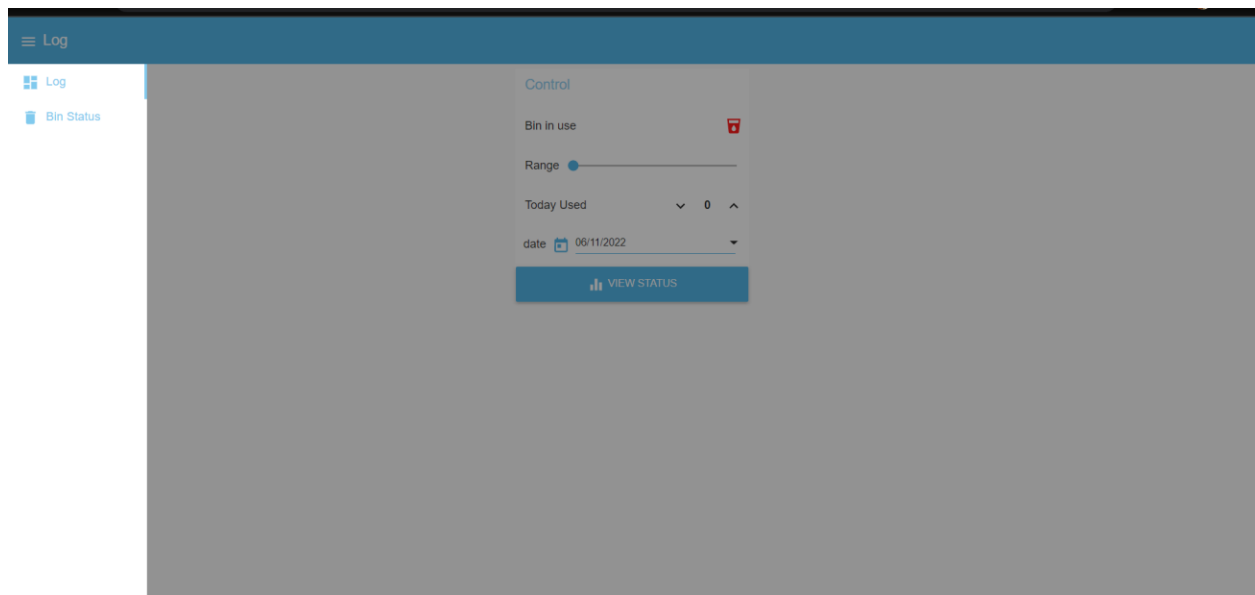 Log
Log
Bin Status
Control
Bin in use
Range
Today Used 0
date 06/11/2022
VIEW STATUS